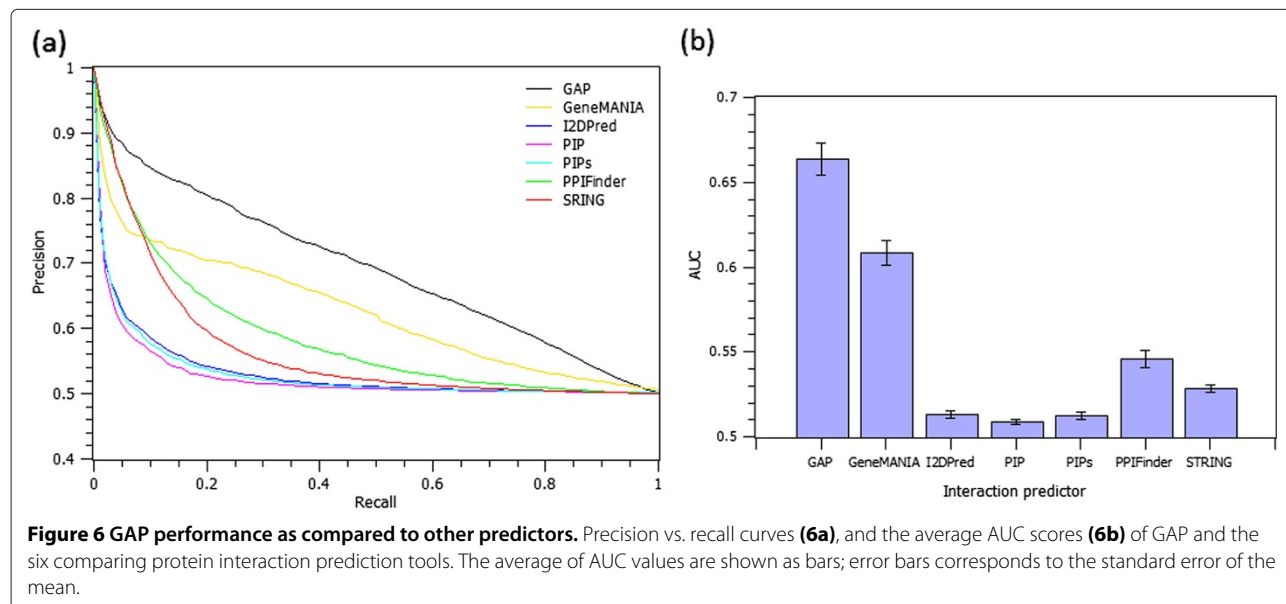 (a)
1
0.9
0.8
0.7
0.6
0.5
0.4
Precision
0
0.2
0.4
0.6
0.8
1
Recall
GAP
GeneMANIA
I2DPred
PIP
PIPs
PPIFinder
SRING
(b)
0.7
0.65
0.6
0.55
0.5
AUC
GAP
GeneMANIA
I2DPred
PIP
PIPs
PPIFinder
STRING
Interaction predictor
Figure 6 GAP performance as compared to other predictors. Precision vs. recall curves (6a), and the average AUC scores (6b) of GAP and the
six comparing protein interaction prediction tools. The average of AUC values are shown as bars; error bars corresponds to the standard error of the
mean.